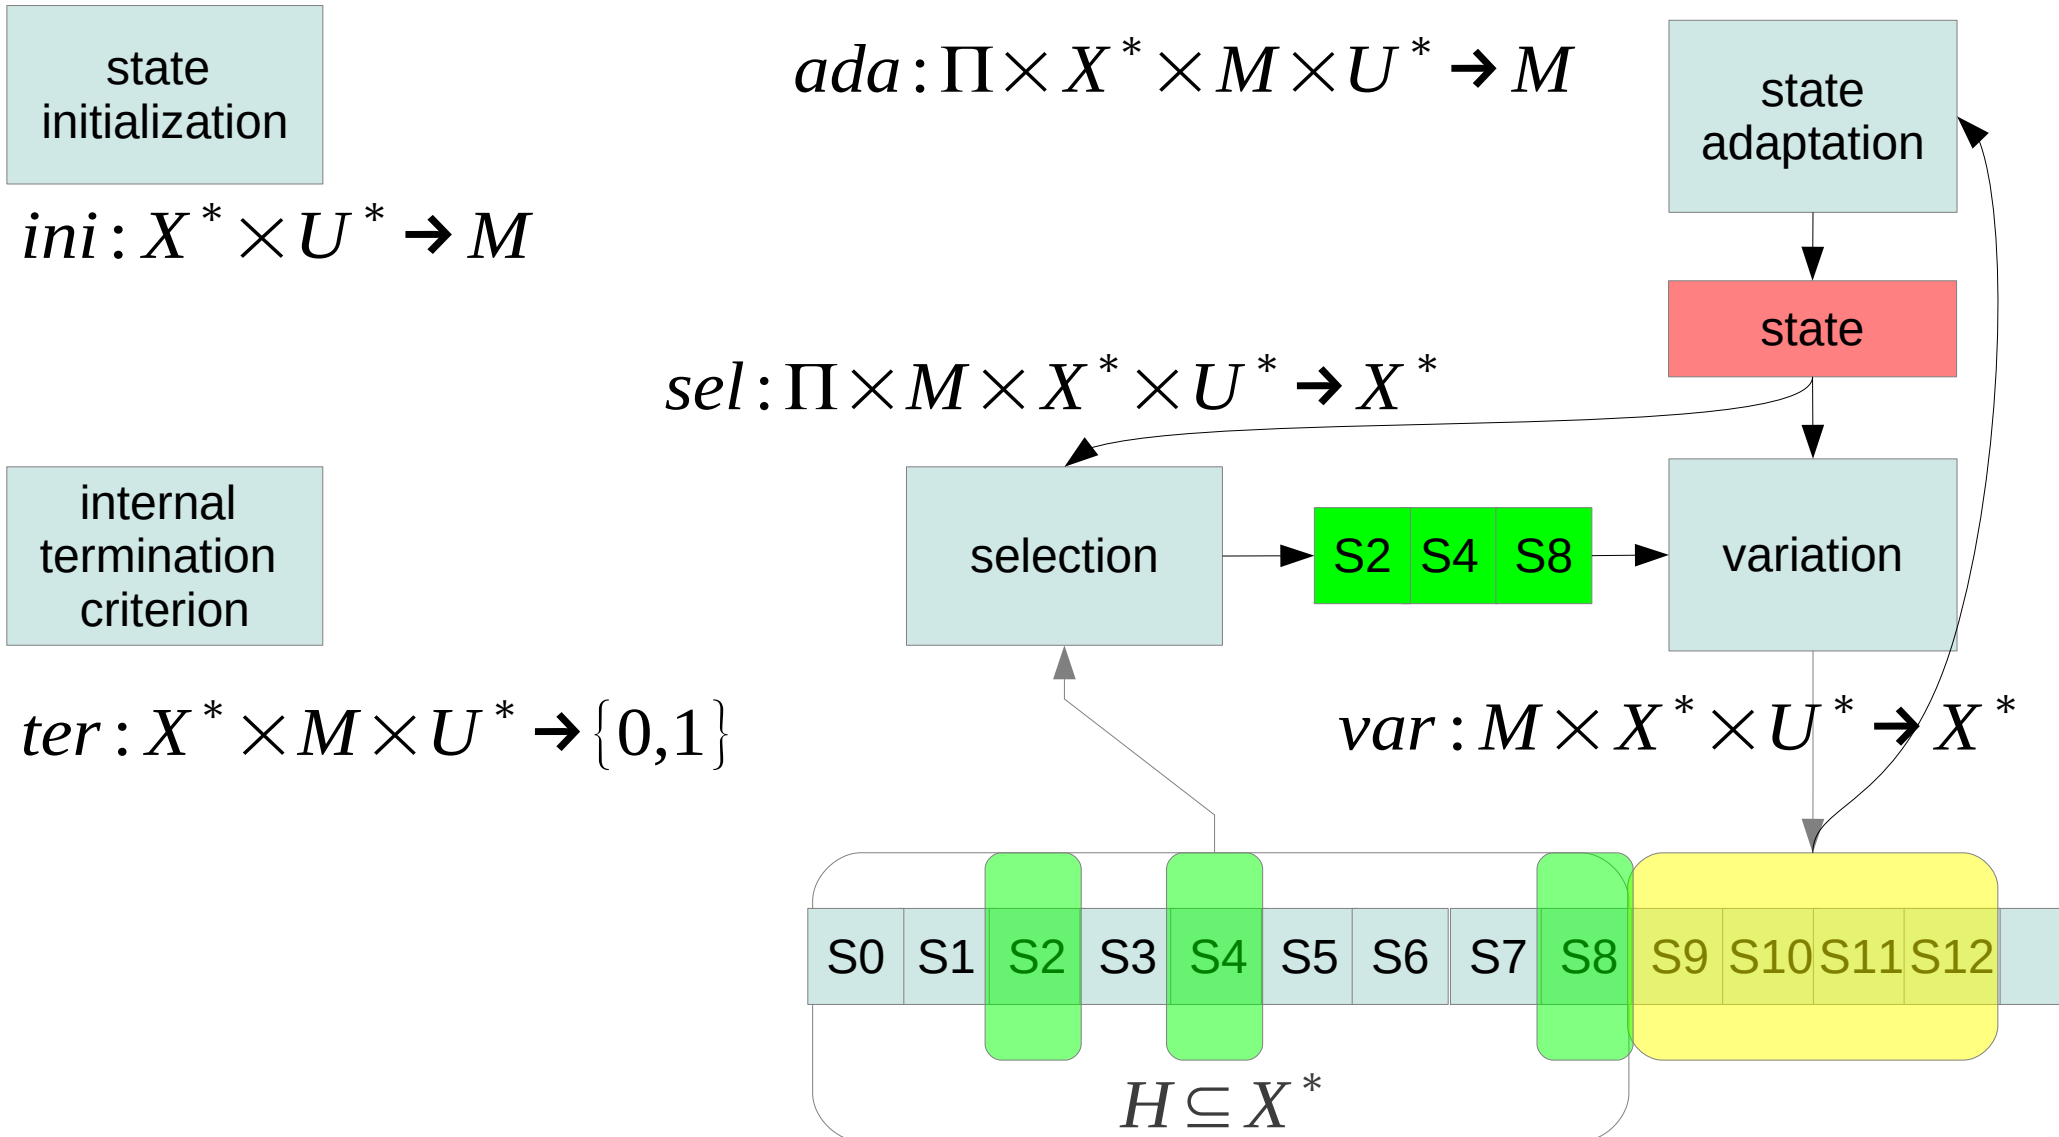 state
initialization
ini : X* × U* → M
ada : Π × X* × M × U* → M
state
adaptation
state
sel : Π × M × X* × U* → X*
internal
termination
criterion
selection
S2 S4 S8
variation
ter : X* × M × U* → {0,1}
var : M × X* × U* → X*
S0 S1 S2 S3 S4 S5 S6 S7 S8 S9 S10 S11 S12
H ⊆ X*